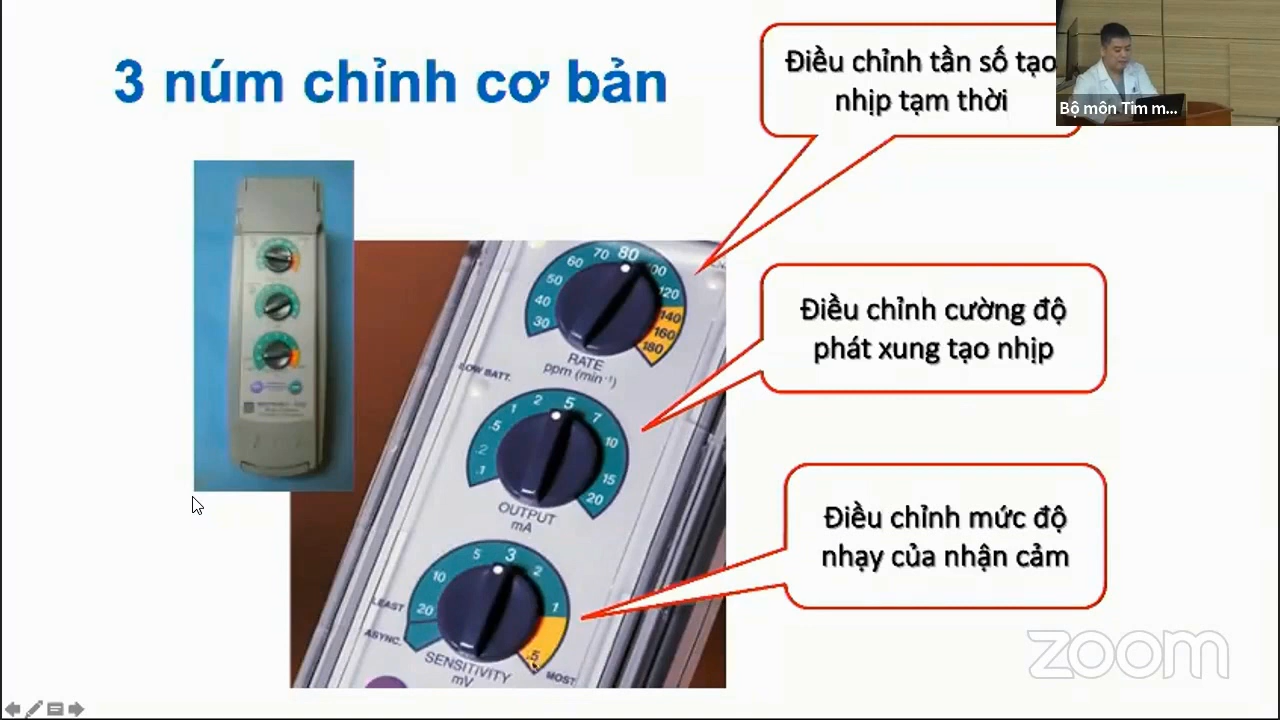 3 núm chỉnh cơ bản
Điều chỉnh tần số tạo
nhịp tạm thời
Bộ môn Tim m...
Điều chỉnh cường độ
phát xung tạo nhịp
Điều chỉnh mức độ
nhạy của nhận cảm
30
40
50
60
70
80
120
140
160
180
RATE
ppm (min⁻¹)
LOW BATT.
.1
.2
.5
1
2
5
7
10
15
20
OUTPUT
mA
LEAST
ASYNC.
20
10
5
3
2
1
.5
MOST
SENSITIVITY
mV
zoom